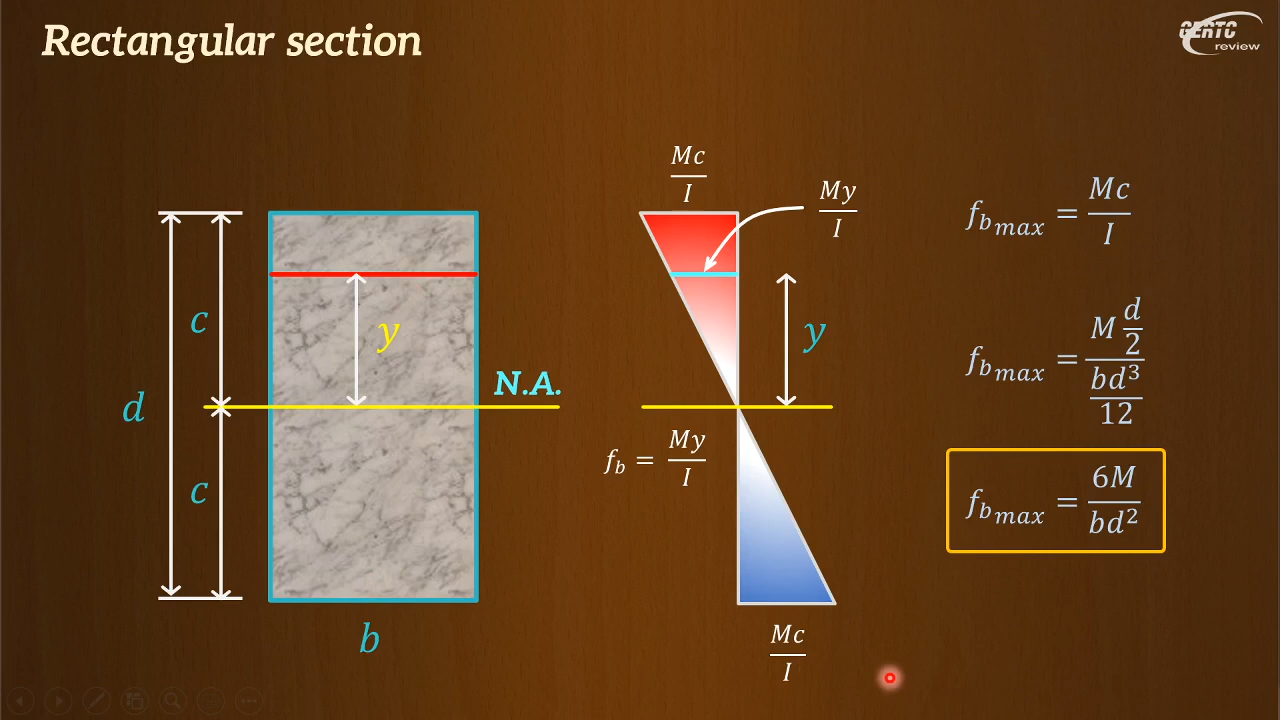 Rectangular section
GERTC
review
Mc/I
My/I
f_b max = Mc/I
c
y
y
d
N.A.
f_b max = (M d/2)/(bd³/12)
f_b = My/I
c
f_b max = 6M/bd²
b
Mc/I